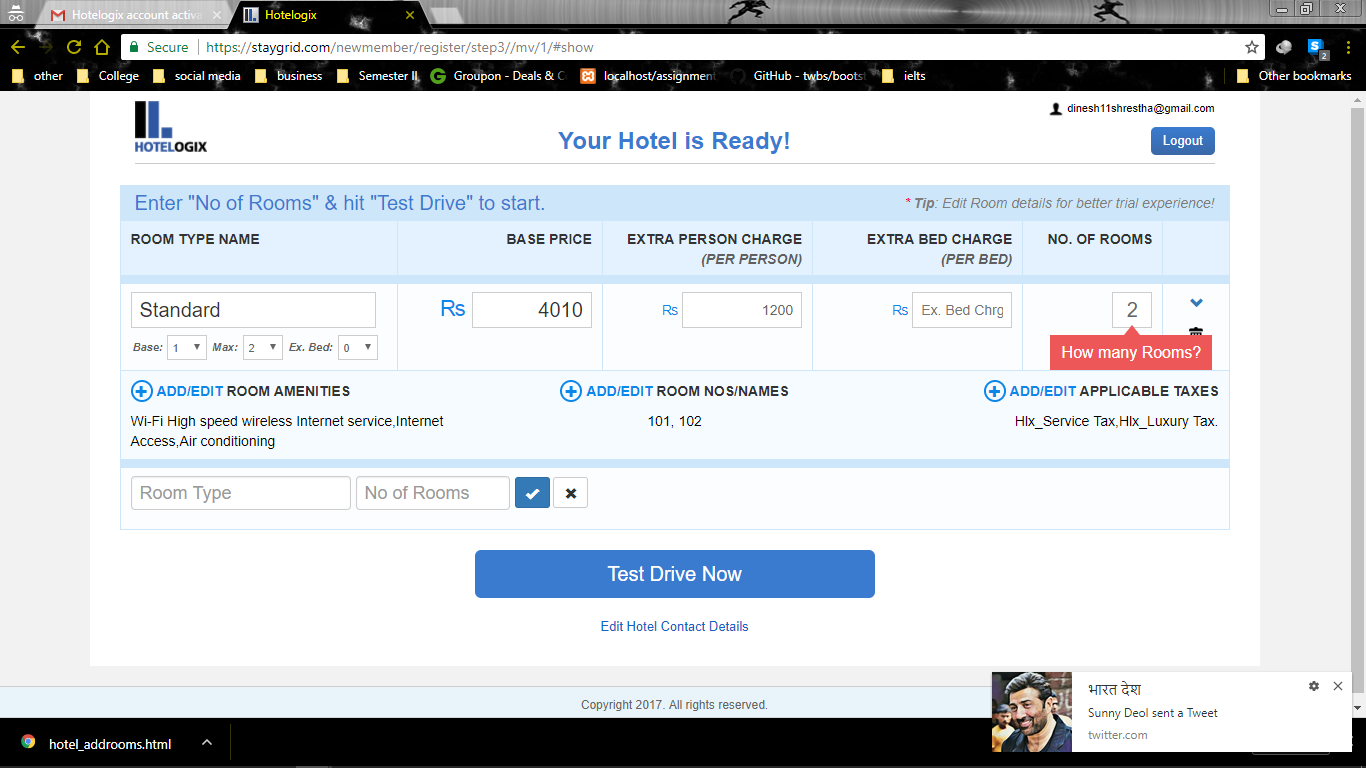 Hotelogix account activa
Hotelogix
Secure
https://staygrid.com/newmember/register/step3//mv/1/#show
2
other
College
social media
business
Semester II
Groupon - Deals & C
localhost/assignmen
GitHub - twbs/boots
ielts
Other bookmarks
HOTELOGIX
dinesh11shrestha@gmail.com
Your Hotel is Ready!
Logout
Enter "No of Rooms" & hit "Test Drive" to start.
* Tip: Edit Room details for better trial experience!
ROOM TYPE NAME
BASE PRICE
EXTRA PERSON CHARGE
(PER PERSON)
EXTRA BED CHARGE
(PER BED)
NO. OF ROOMS
Standard
Rs 4010
Rs 1200
Rs Ex. Bed Chrg
2
Base: 1 Max: 2 Ex. Bed: 0
How many Rooms?
ADD/EDIT ROOM AMENITIES
ADD/EDIT ROOM NOS/NAMES
ADD/EDIT APPLICABLE TAXES
Wi-Fi High speed wireless Internet service,Internet
Access,Air conditioning
101, 102
Hlx_Service Tax,Hlx_Luxury Tax.
Room Type
No of Rooms
Test Drive Now
Edit Hotel Contact Details
Copyright 2017. All rights reserved.
भारत देश
Sunny Deol sent a Tweet
twitter.com
hotel_addrooms.html